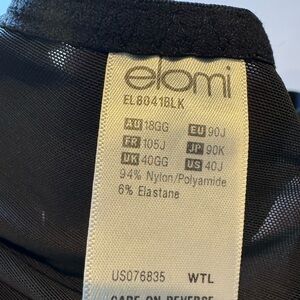 elomi
EL8041BLK
AU 18GG EU 90J
FR 105J JP 90K
UK 40GG US 40J
94% Nylon/Polyamide
6% Elastane
US076835 WTL
CARE ON REVERSE